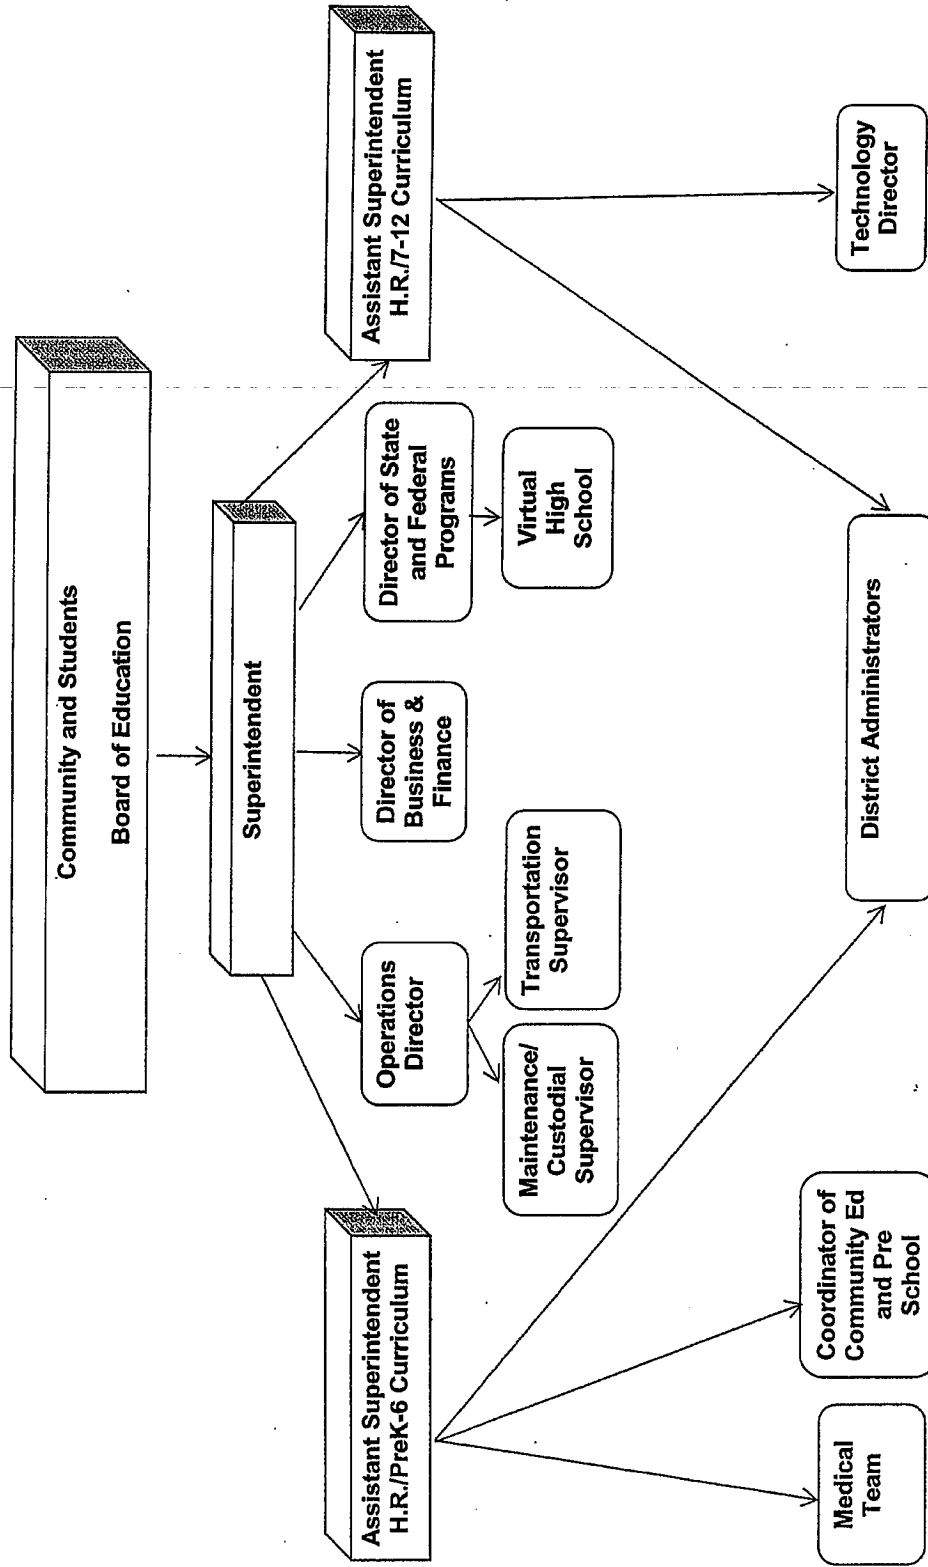 Community and Students
Board of Education
Superintendent
Assistant Superintendent
H.R./PreK-6 Curriculum
Operations
Director
Director of
Business &
Finance
Director of State
and Federal
Programs
Assistant Superintendent
H.R./7-12 Curriculum
Maintenance/
Custodial
Supervisor
Transportation
Supervisor
Virtual
High
School
Medical
Team
Coordinator of
Community Ed
and Pre
School
District Administrators
Technology
Director